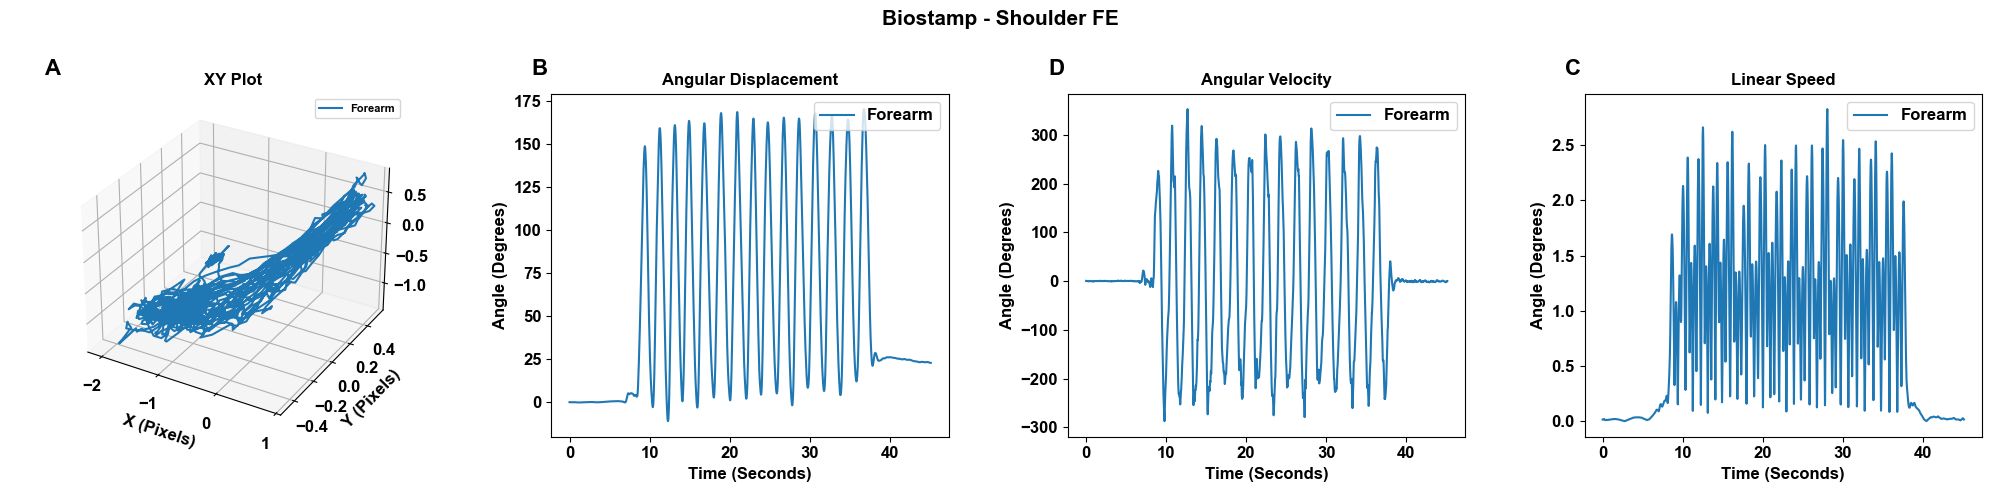 Biostamp - Shoulder FE
A
XY Plot
Forearm
0.5
0.0
−0.5
−1.0
0.4
0.2
0.0
−0.2
−0.4
Y (Pixels)
−2
−1
0
1
X (Pixels)
B
Angular Displacement
Forearm
175
150
125
100
75
50
25
0
Angle (Degrees)
0 10 20 30 40
Time (Seconds)
D
Angular Velocity
Forearm
300
200
100
0
−100
−200
−300
Angle (Degrees)
0 10 20 30 40
Time (Seconds)
C
Linear Speed
Forearm
2.5
2.0
1.5
1.0
0.5
0.0
Angle (Degrees)
0 10 20 30 40
Time (Seconds)